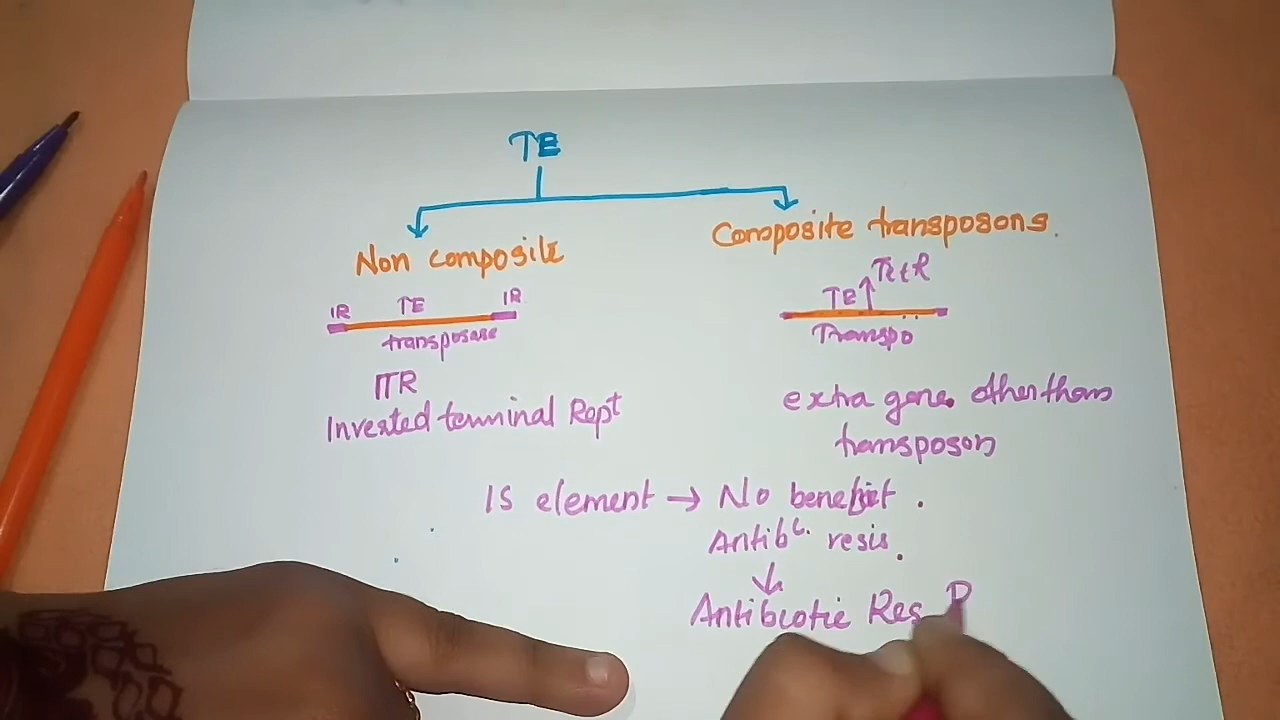 TE
Non composite
Composite transposons.
IR TE IR
transposase
ITR
Inverted terminal Rept
TE TetR
Transpo
extra gene. other than
transposon
IS element → No benefit.
Antibc. resis.
↓
Antibiotic Res P